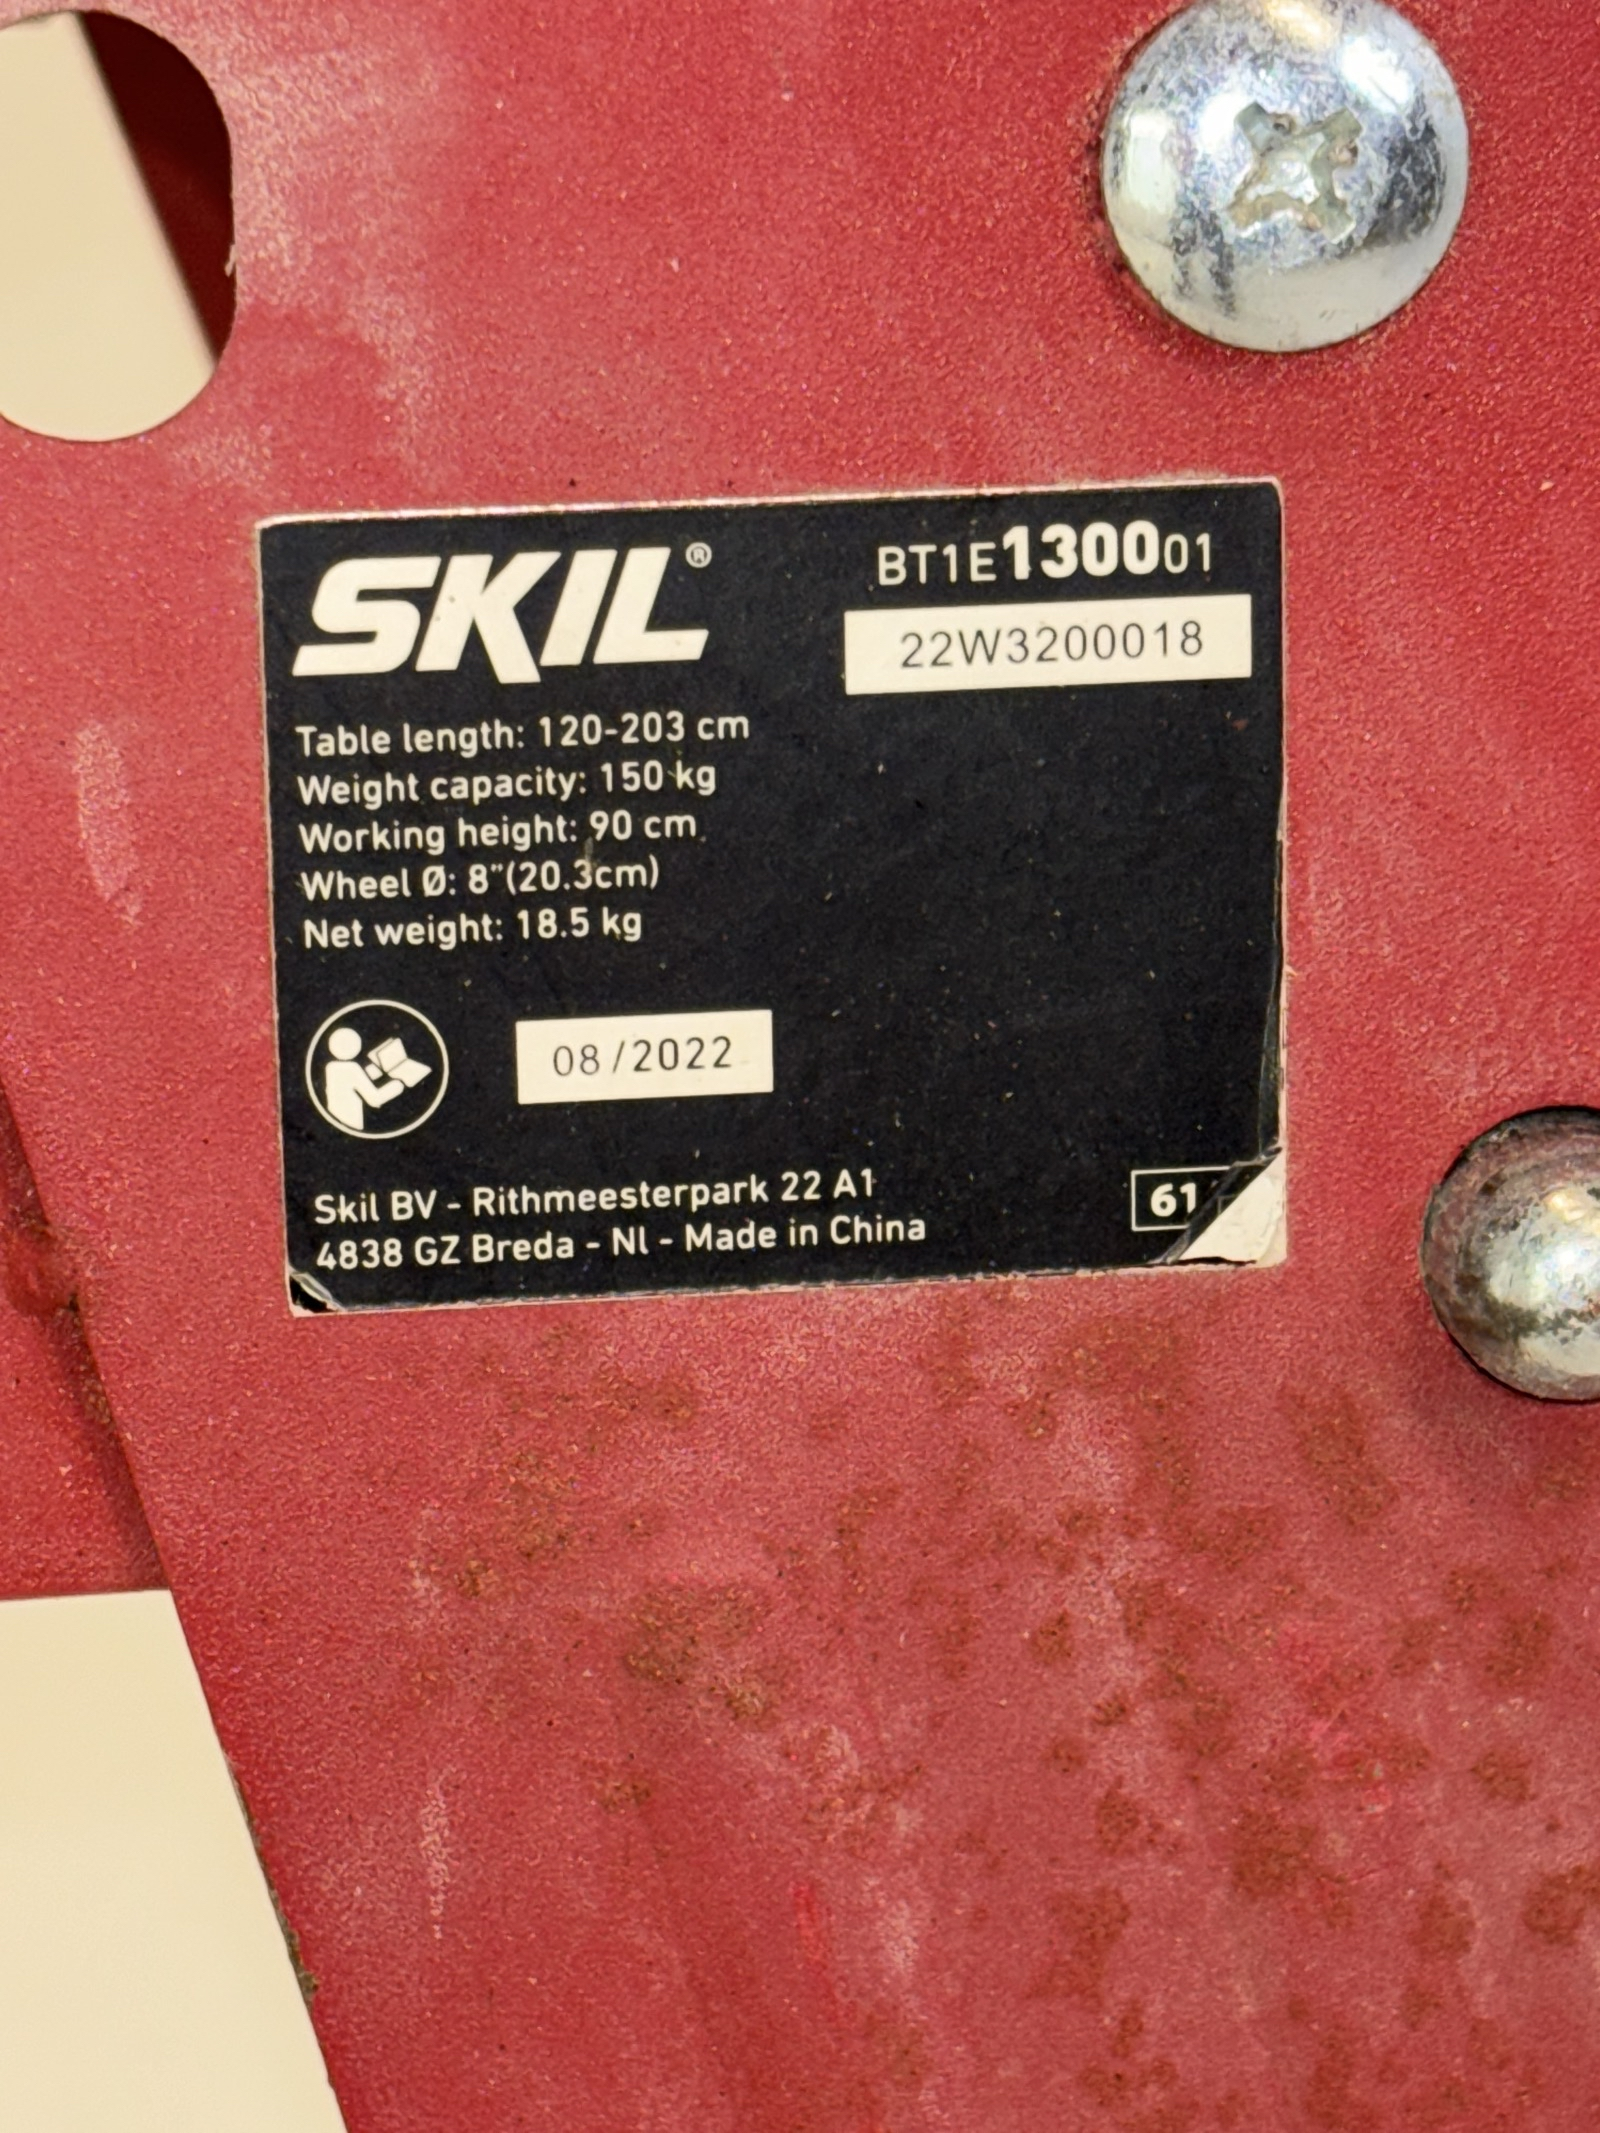 SKIL®
BT1E130001
22W3200018
Table length: 120-203 cm
Weight capacity: 150 kg
Working height: 90 cm
Wheel Ø: 8"(20.3cm)
Net weight: 18.5 kg
08/2022
Skil BV - Rithmeesterpark 22 A1
4838 GZ Breda - Nl - Made in China
61